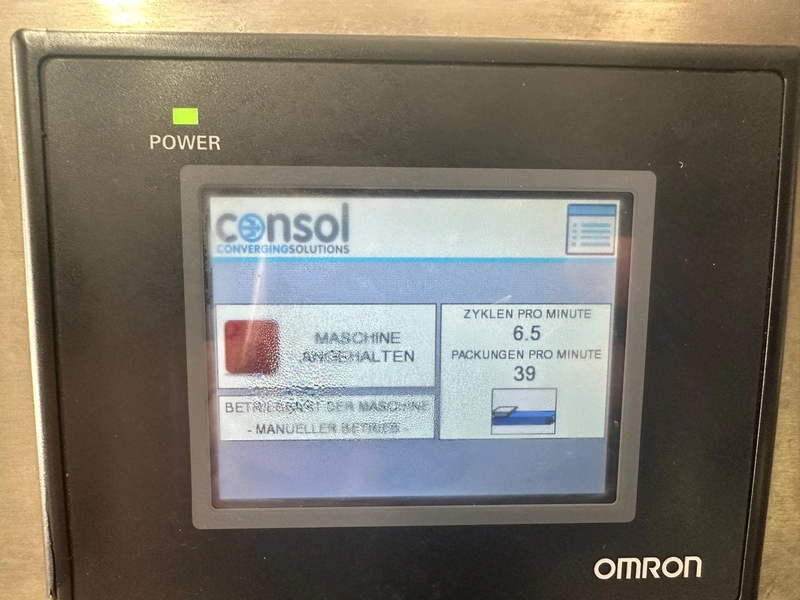 POWER
consol
CONVERGINGSOLUTIONS
MASCHINE
ANGEHALTEN
ZYKLEN PRO MINUTE
6.5
PACKUNGEN PRO MINUTE
39
BETRIEBSART DER MASCHINE
- MANUELLER BETRIEB -
OMRON